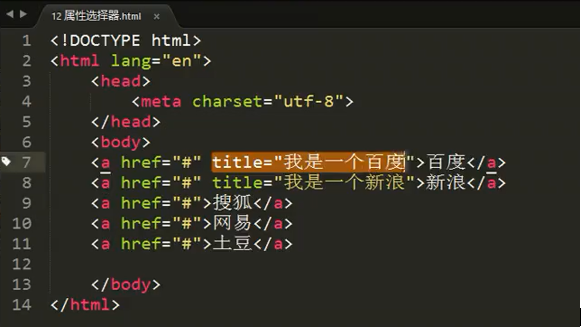 12 属性选择器.html ×
1 <!DOCTYPE html>
2 <html lang="en">
3 <head>
4 <meta charset="utf-8">
5 </head>
6 <body>
7 <a href="#" title="我是一个百度">百度</a>
8 <a href="#" title="我是一个新浪">新浪</a>
9 <a href="#">搜狐</a>
10 <a href="#">网易</a>
11 <a href="#">土豆</a>
12
13 </body>
14 </html>